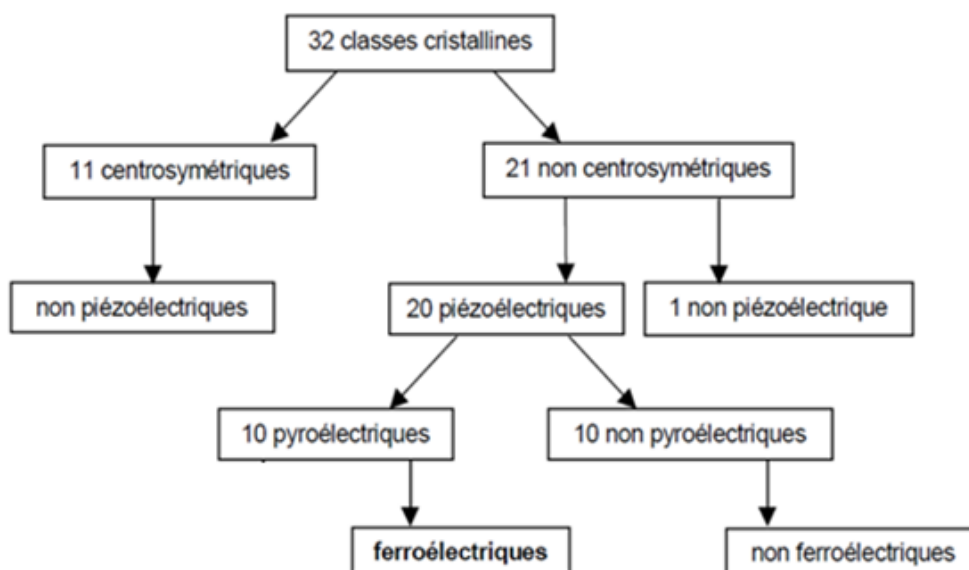 32 classes cristallines
11 centrosymétriques
21 non centrosymétriques
non piézoélectriques
20 piézoélectriques
1 non piézoélectrique
10 pyroélectriques
10 non pyroélectriques
ferroélectriques
non ferroélectriques